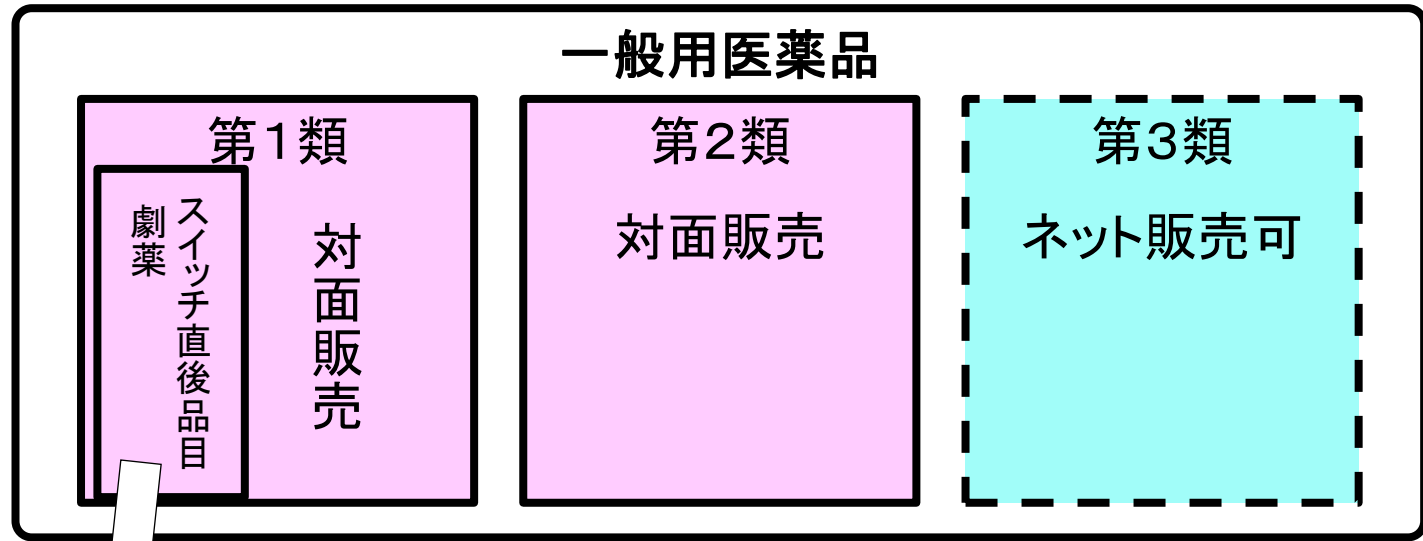 一般用医薬品
第1類
スイッチ直後品目
劇薬
対面販売
第2類
対面販売
第3類
ネット販売可